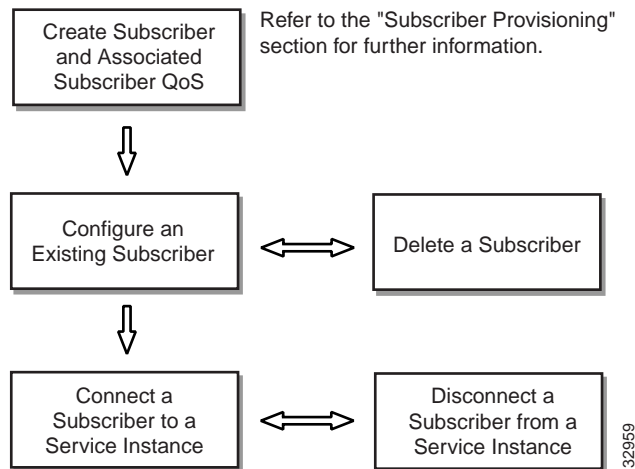 Create Subscriber
and Associated
Subscriber QoS
Refer to the "Subscriber Provisioning"
section for further information.
Configure an
Existing Subscriber
Delete a Subscriber
Connect a
Subscriber to a
Service Instance
Disconnect a
Subscriber from a
Service Instance
32959